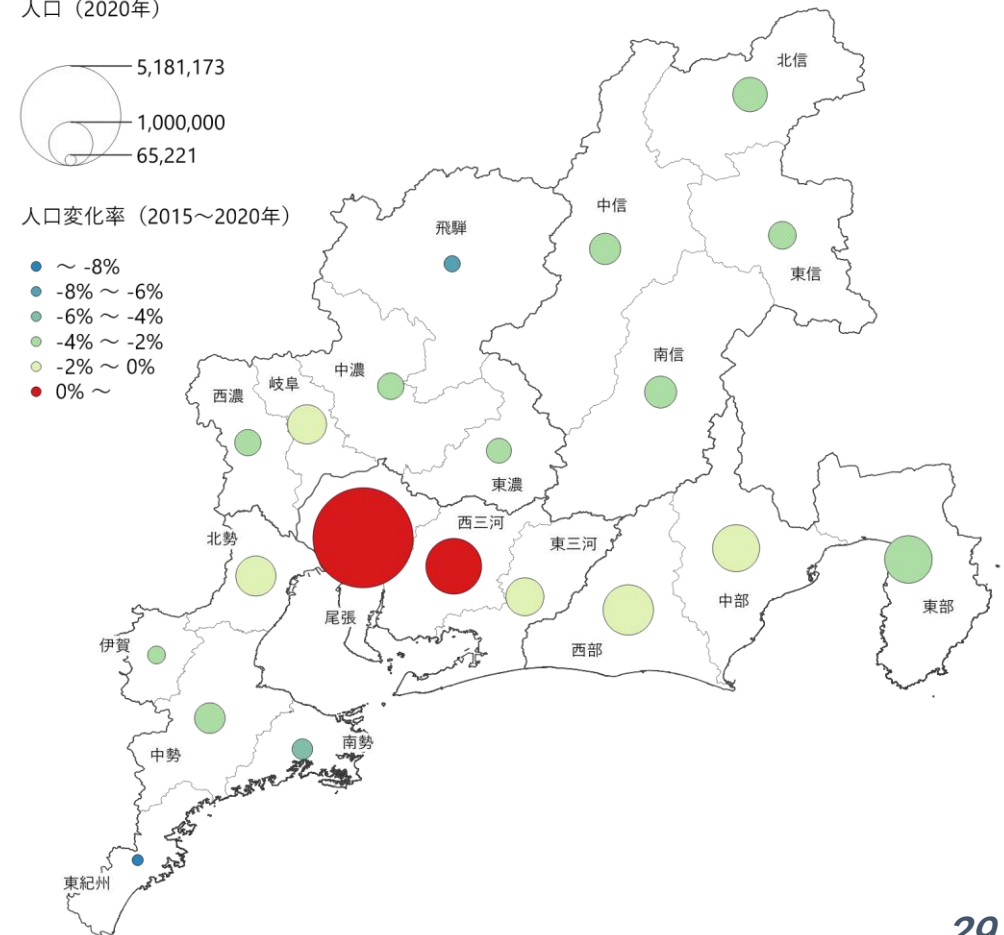 人口（2020年）
5,181,173
1,000,000
65,221
人口変化率（2015～2020年）
～ -8%
-8% ～ -6%
-6% ～ -4%
-4% ～ -2%
-2% ～ 0%
0% ～
北信
中信
飛騨
東信
南信
中濃
岐阜
西濃
東濃
西三河
北勢
東三河
中部
東部
尾張
伊賀
西部
南勢
中勢
東紀州
29